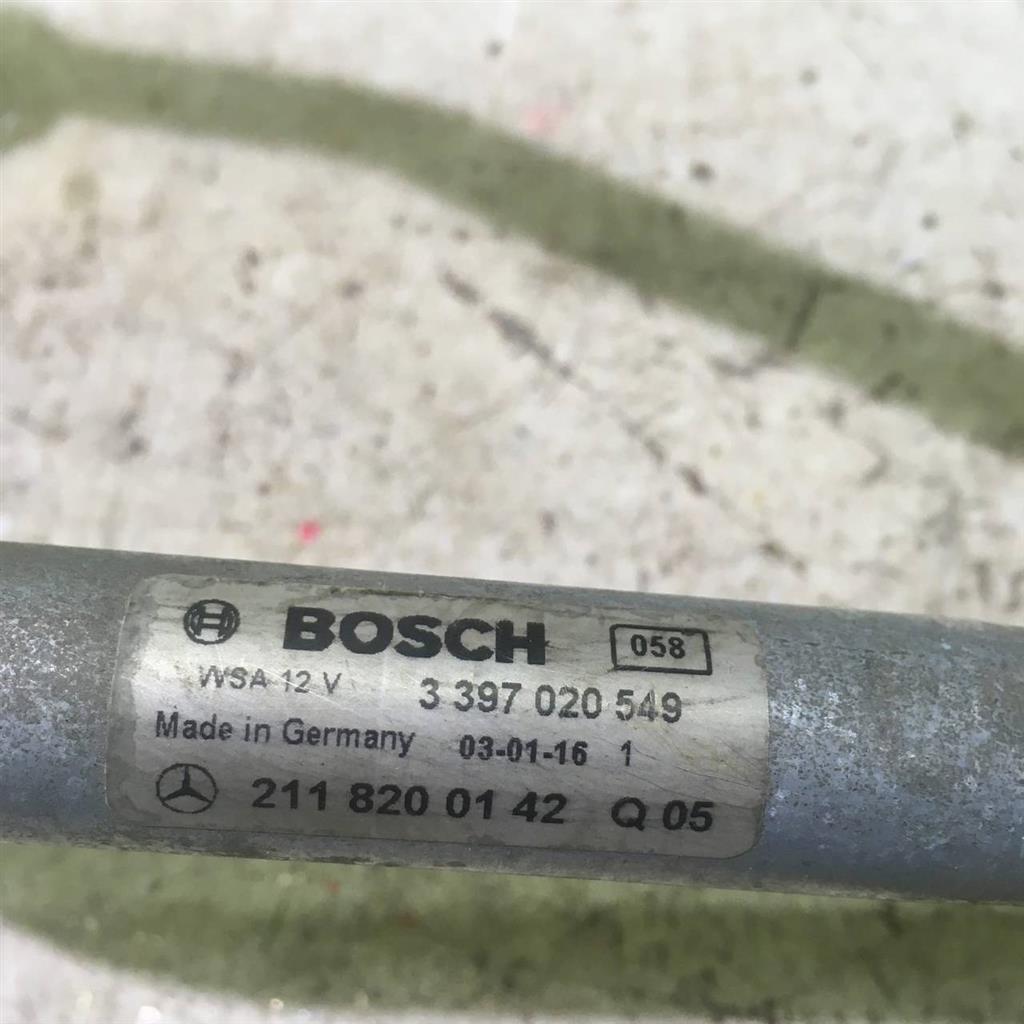 BOSCH 058
WSA 12 V 3 397 020 549
Made in Germany 03-01-16 1
211 820 01 42 Q 05